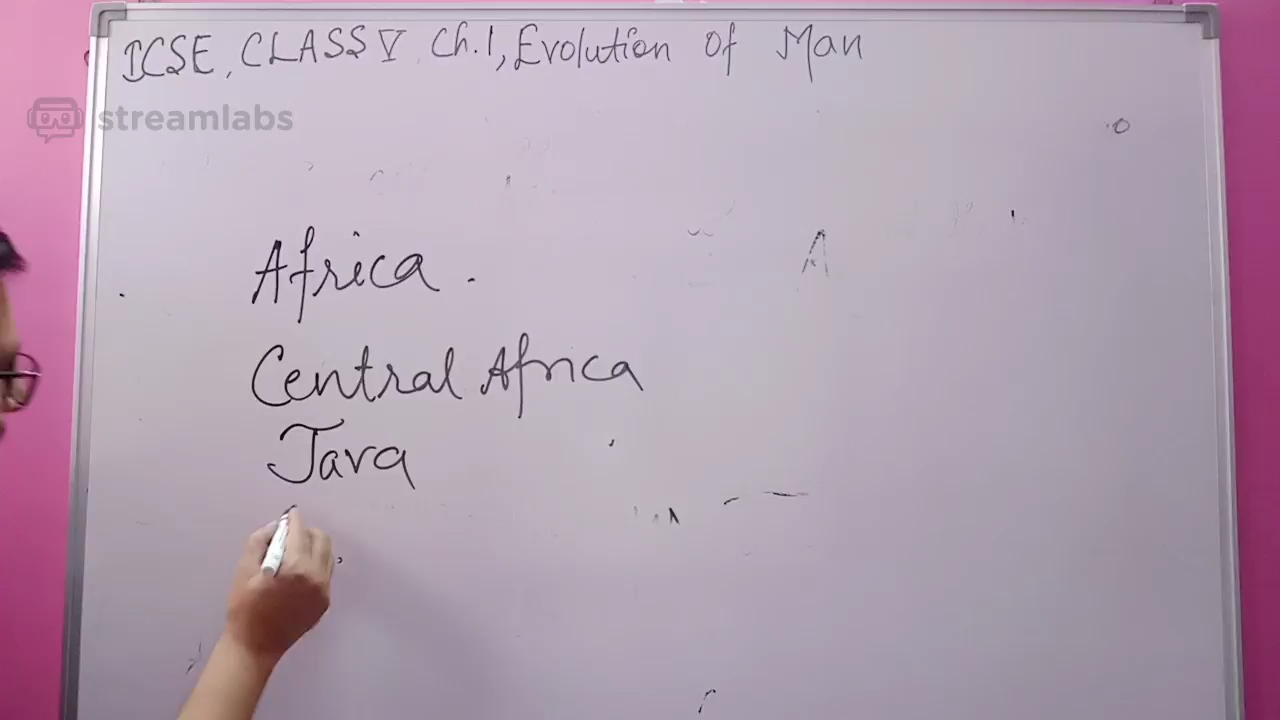 ICSE, CLASS V Ch.1, Evolution of Man
streamlabs
Africa.
Central Africa
Java